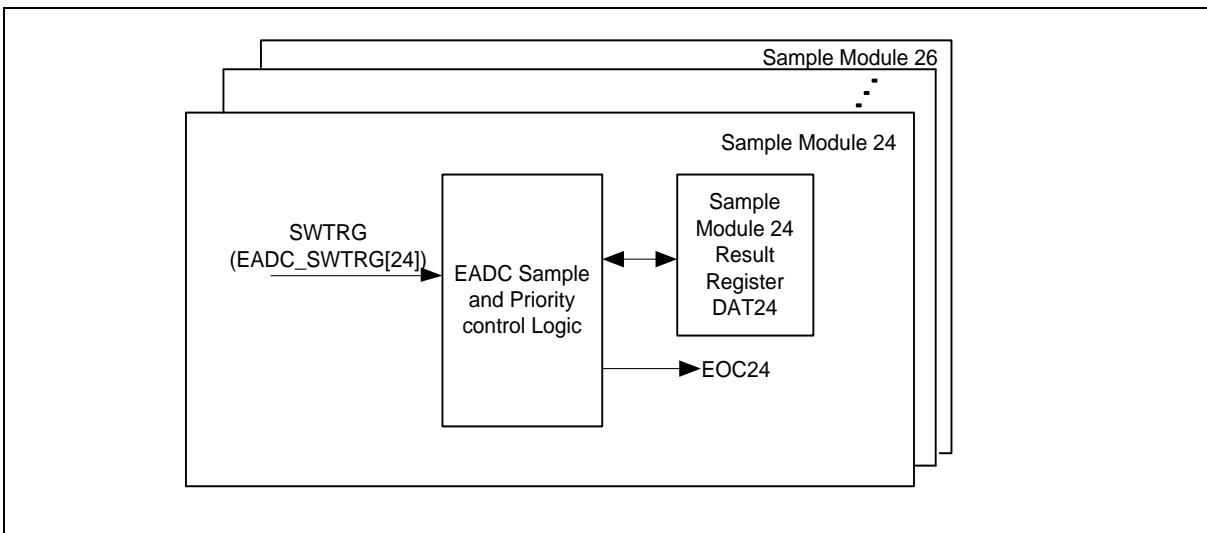 Sample Module 26
Sample Module 24
SWTRG
(EADC_SWTRG[24])
EADC Sample
and Priority
control Logic
Sample
Module 24
Result
Register
DAT24
EOC24